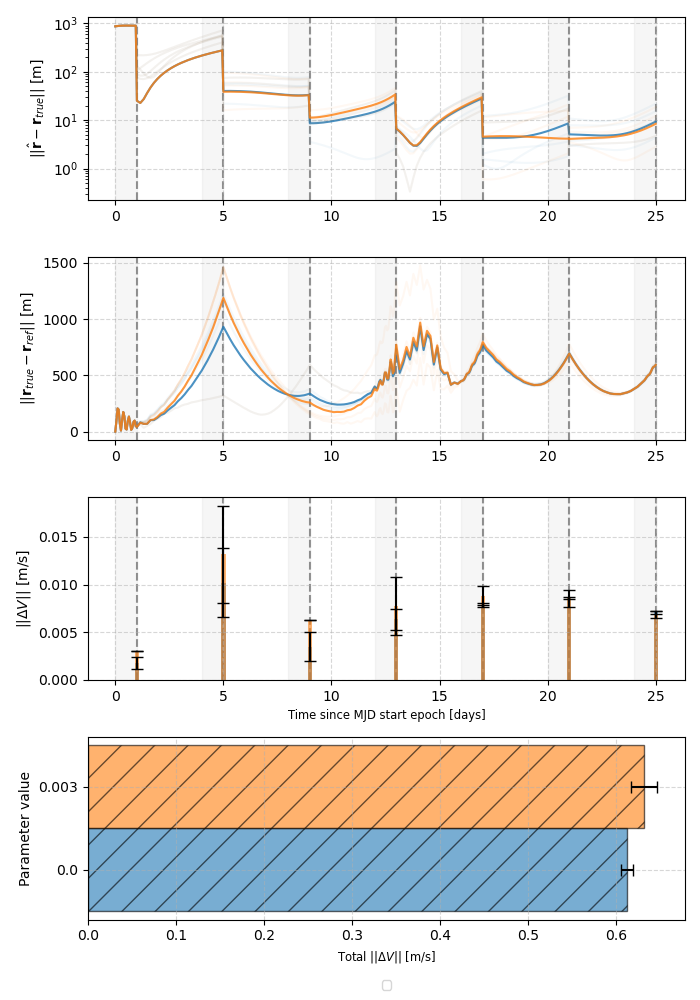 ||r̂ − r_true|| [m]
10³
10²
10¹
10⁰
0 5 10 15 20 25
||r_true − r_ref|| [m]
1500
1000
500
0
0 5 10 15 20 25
||ΔV|| [m/s]
0.015
0.010
0.005
0.000
0 5 10 15 20 25
Time since MJD start epoch [days]
Parameter value
0.003
0.0
0.0 0.1 0.2 0.3 0.4 0.5 0.6
Total ||ΔV|| [m/s]